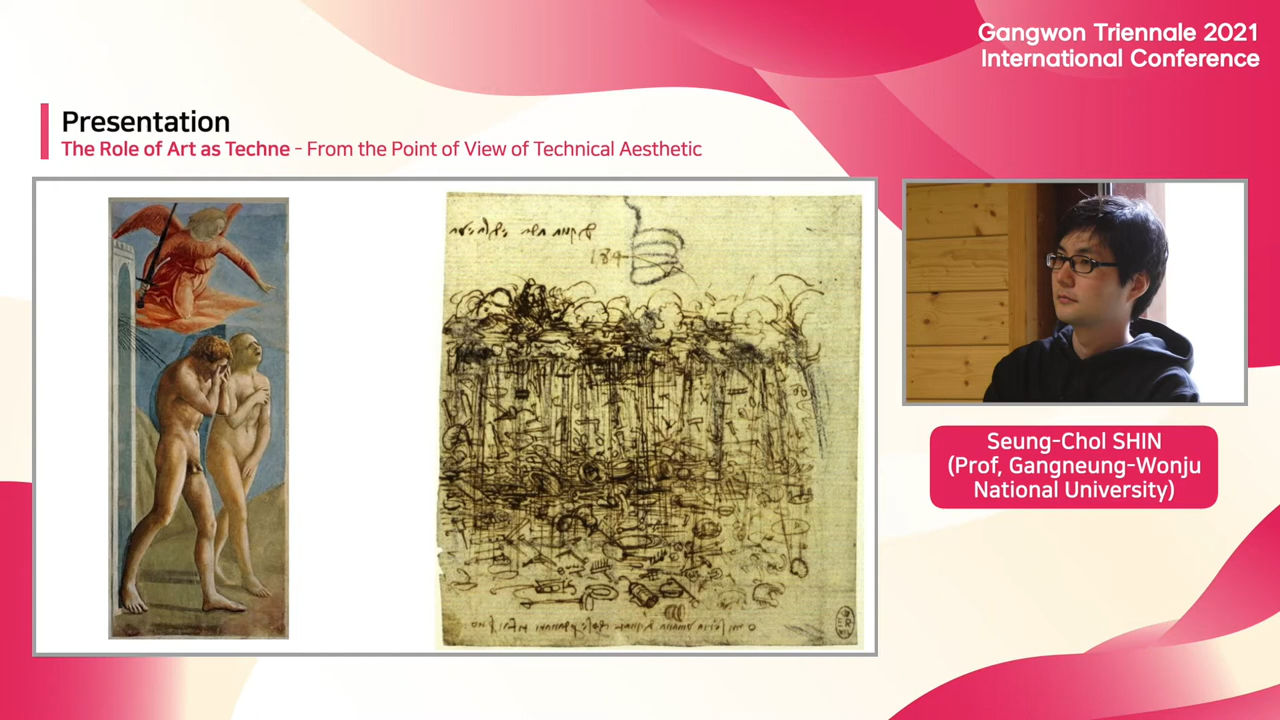 Gangwon Triennale 2021
International Conference
Presentation
The Role of Art as Techne - From the Point of View of Technical Aesthetic
184
Seung-Chol SHIN
(Prof, Gangneung-Wonju
National University)